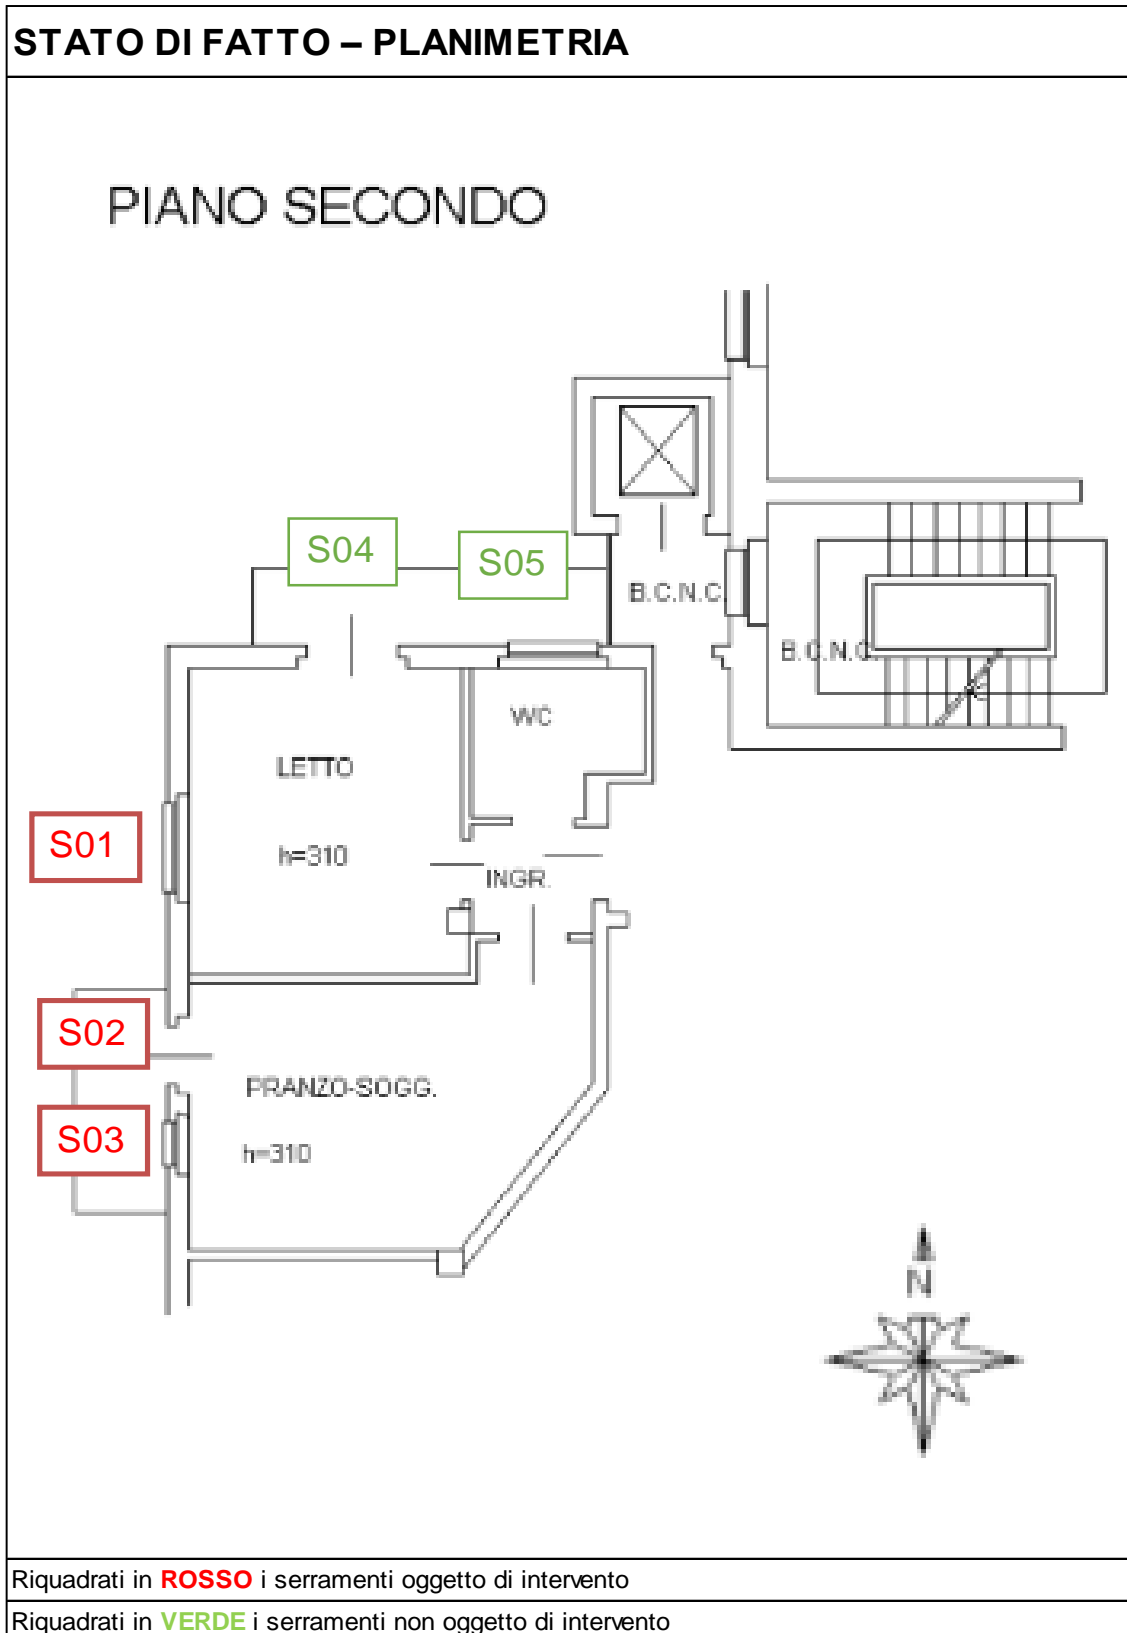 STATO DI FATTO – PLANIMETRIA
PIANO SECONDO
S04
S05
B.C.N.C.
B.C.N.C.
WC
LETTO
S01
h=310
INGR.
S02
PRANZO-SOGG.
S03
h=310
N
Riquadrati in ROSSO i serramenti oggetto di intervento
Riquadrati in VERDE i serramenti non oggetto di intervento